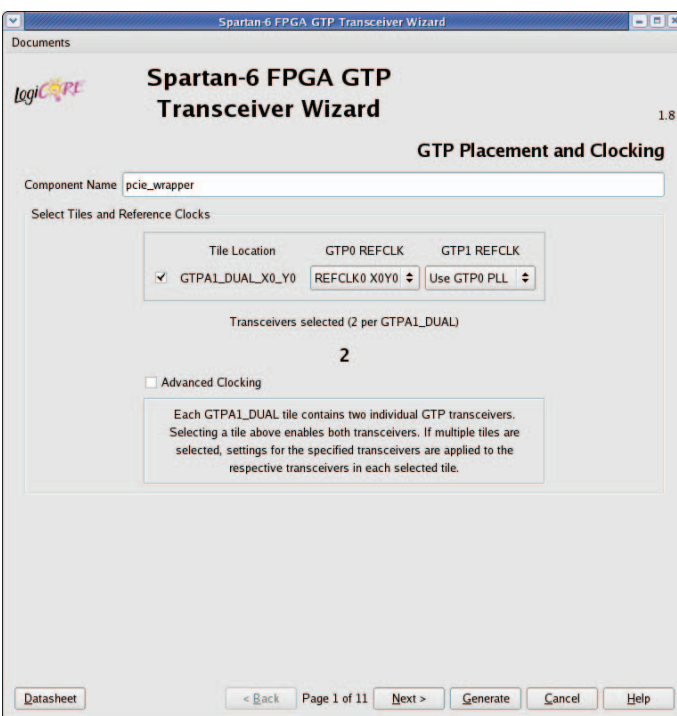 Spartan-6 FPGA GTP Transceiver Wizard
Documents
LogiCORE
Spartan-6 FPGA GTP
Transceiver Wizard
1.8
GTP Placement and Clocking
Component Name pcie_wrapper
Select Tiles and Reference Clocks
Tile Location GTP0 REFCLK GTP1 REFCLK
GTPA1_DUAL_X0_Y0 REFCLK0 X0Y0 Use GTP0 PLL
Transceivers selected (2 per GTPA1_DUAL)
2
Advanced Clocking
Each GTPA1_DUAL tile contains two individual GTP transceivers.
Selecting a tile above enables both transceivers. If multiple tiles are
selected, settings for the specified transceivers are applied to the
respective transceivers in each selected tile.
Datasheet < Back Page 1 of 11 Next > Generate Cancel Help